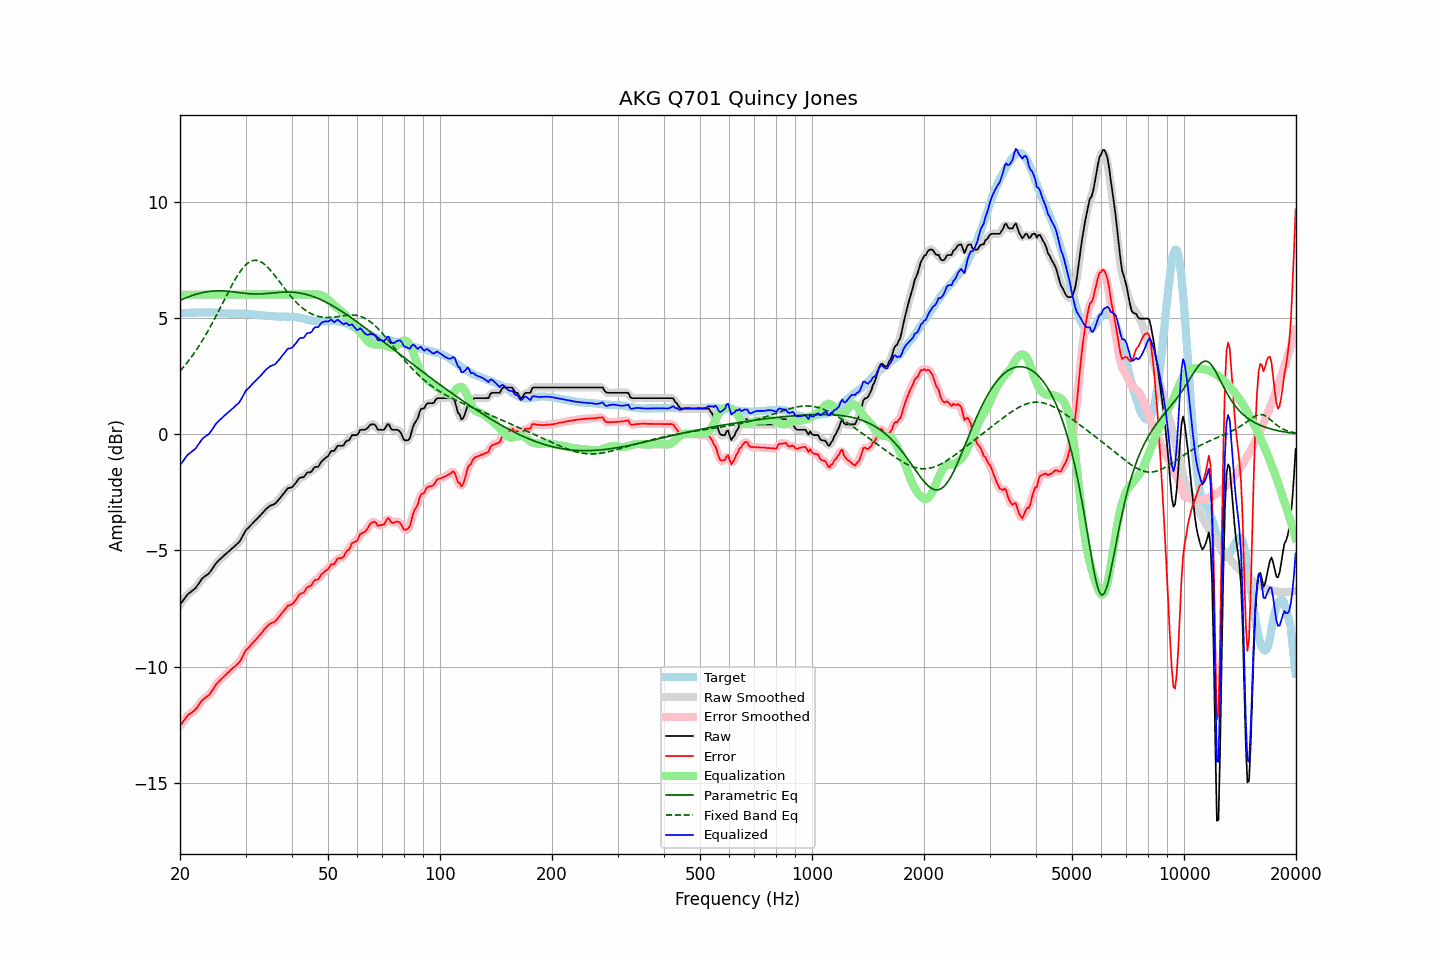 AKG Q701 Quincy Jones
Amplitude (dBr)
10
5
0
−5
−10
−15
Target
Raw Smoothed
Error Smoothed
Raw
Error
Equalization
Parametric Eq
Fixed Band Eq
Equalized
20 50 100 200 500 1000 2000 5000 10000 20000
Frequency (Hz)